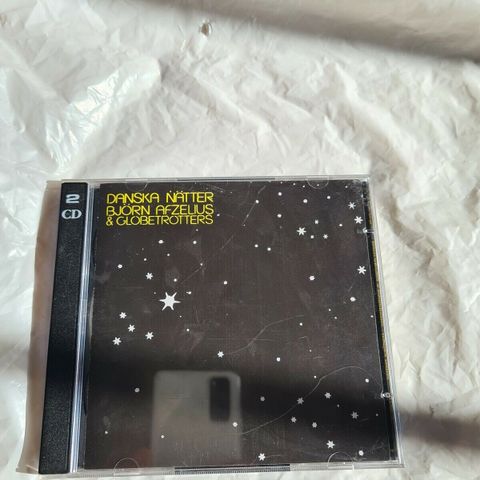 2
CD
DANSKA NÄTTER
BJÖRN AFZELIUS
& GLOBETROTTERS